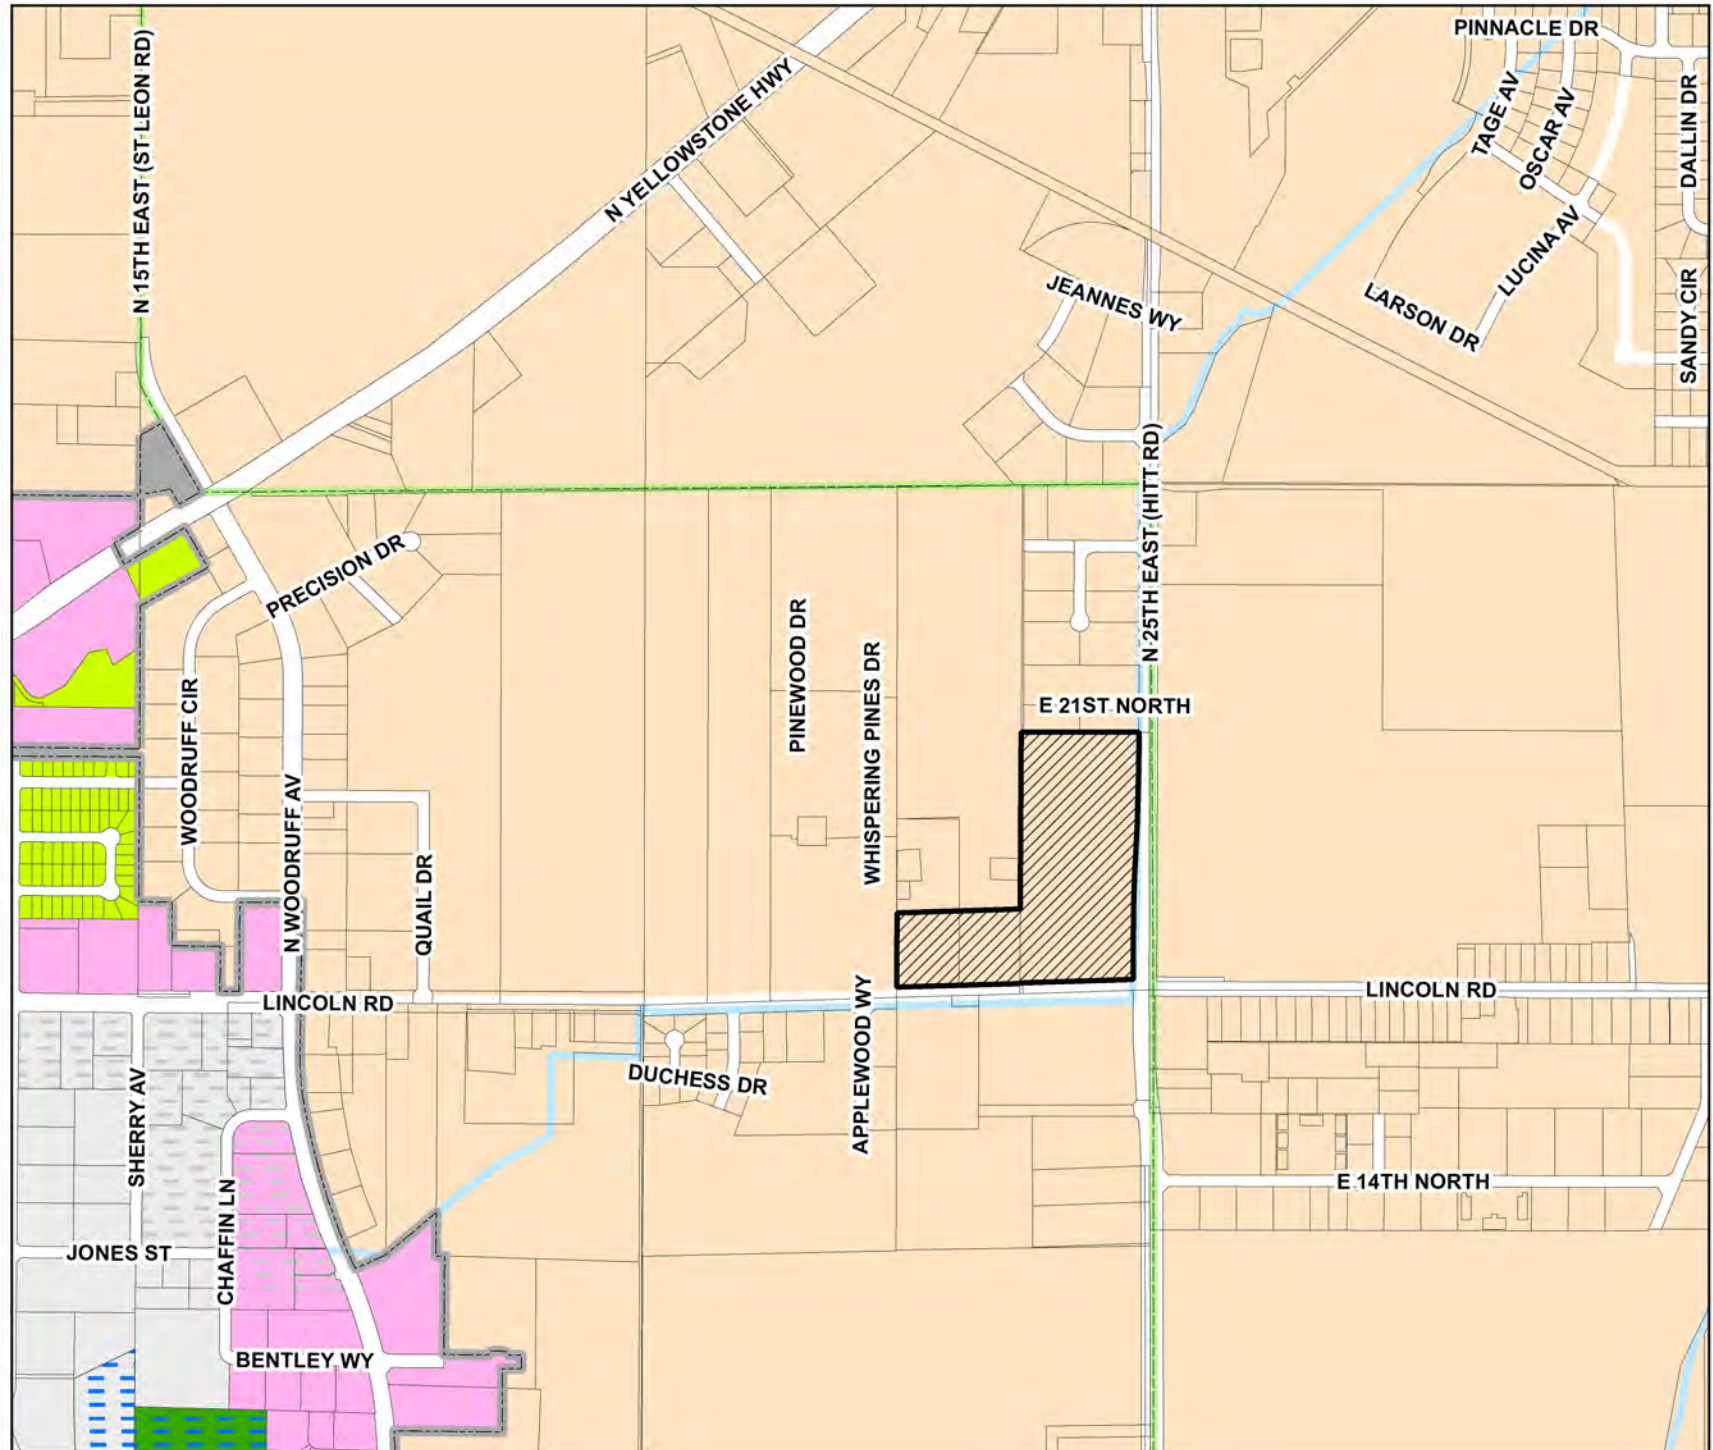 PINNACLE DR
N 15TH EAST (ST LEON RD)
N YELLOWSTONE HWY
TAGE AV
OSCAR AV
DALLIN DR
LUCINA AV
JEANNES WY
LARSON DR
SANDY CIR
N 25TH EAST (HITT RD)
PRECISION DR
PINEWOOD DR
WHISPERING PINES DR
E 21ST NORTH
WOODRUFF CIR
N WOODRUFF AV
QUAIL DR
LINCOLN RD
LINCOLN RD
APPLEWOOD WY
DUCHESS DR
SHERRY AV
CHAFFIN LN
E 14TH NORTH
JONES ST
BENTLEY WY